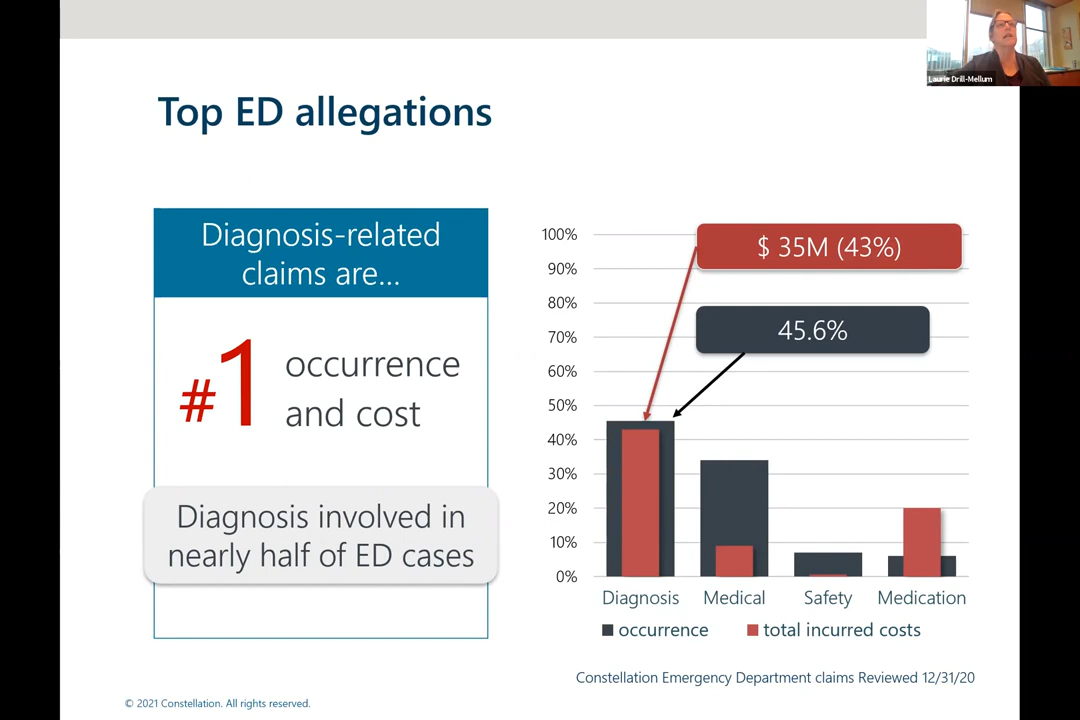 Laurie Drill-Mellum
Top ED allegations
Diagnosis-related
claims are...
#1 occurrence
and cost
Diagnosis involved in
nearly half of ED cases
100%
90%
80%
70%
60%
50%
40%
30%
20%
10%
0%
$ 35M (43%)
45.6%
Diagnosis Medical Safety Medication
occurrence total incurred costs
Constellation Emergency Department claims Reviewed 12/31/20
© 2021 Constellation. All rights reserved.